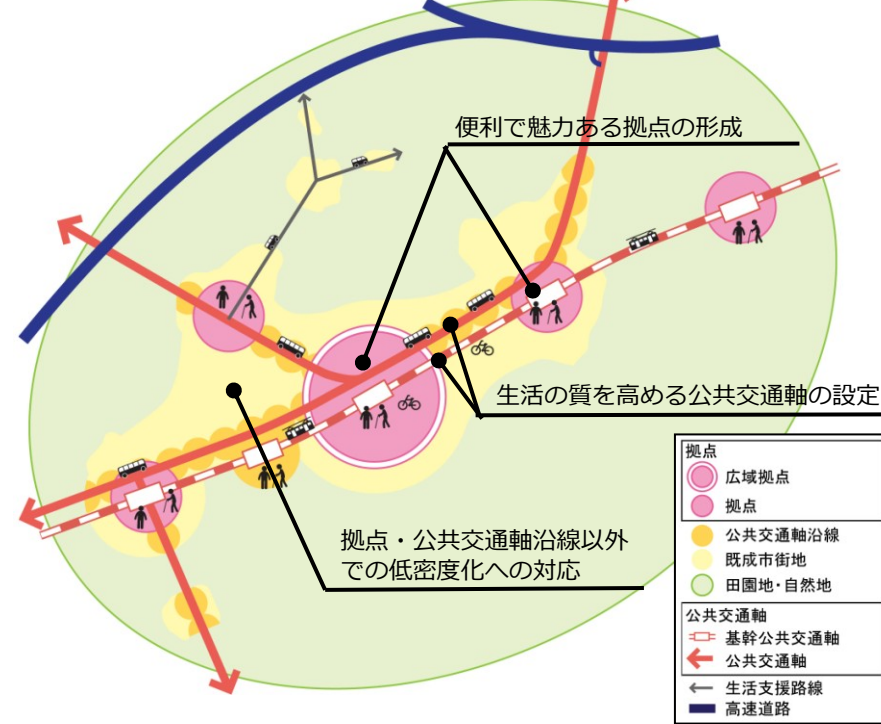 便利で魅力ある拠点の形成
生活の質を高める公共交通軸の設定
拠点・公共交通軸沿線以外
での低密度化への対応
拠点
広域拠点
拠点
公共交通軸沿線
既成市街地
田園地・自然地
公共交通軸
基幹公共交通軸
公共交通軸
生活支援路線
高速道路